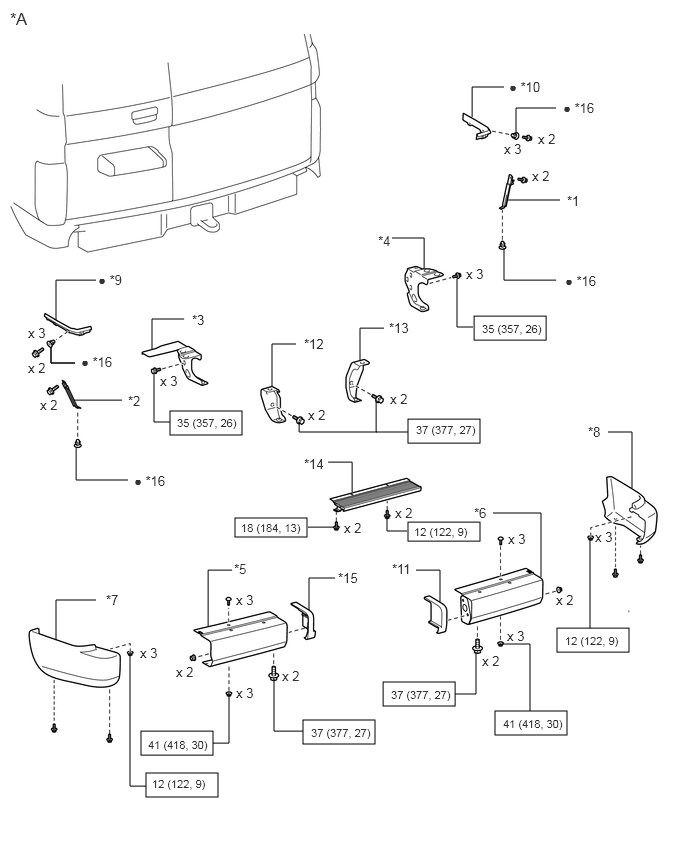 *A
● *10
● *16
x 3
x 2
x 2
*1
*4
x 3
● *16
● *9
*3
*13
35 (357, 26)
x 3
*12
x 2
● *16
x 3
x 2
*2
x 2
x 2
35 (357, 26)
37 (377, 27)
*8
*14
● *16
*6
x 2
18 (184, 13)
x 2
12 (122, 9)
x 3
x 3
*5
*15
*11
*7
x 3
x 2
12 (122, 9)
x 3
x 3
x 2
x 2
x 2
x 3
37 (377, 27)
41 (418, 30)
37 (377, 27)
41 (418, 30)
12 (122, 9)